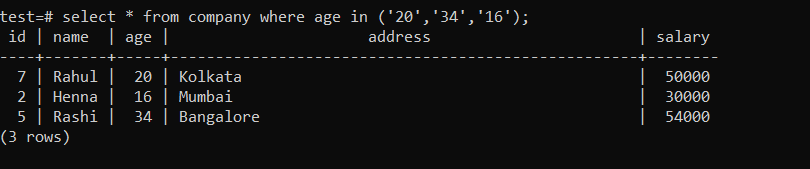 test=# select * from company where age in ('20','34','16');
 id | name  | age |                      address                       | salary
----+-------+-----+----------------------------------------------------+--------
  7 | Rahul |  20 | Kolkata                                            |  50000
  2 | Henna |  16 | Mumbai                                             |  30000
  5 | Rashi |  34 | Bangalore                                          |  54000
(3 rows)